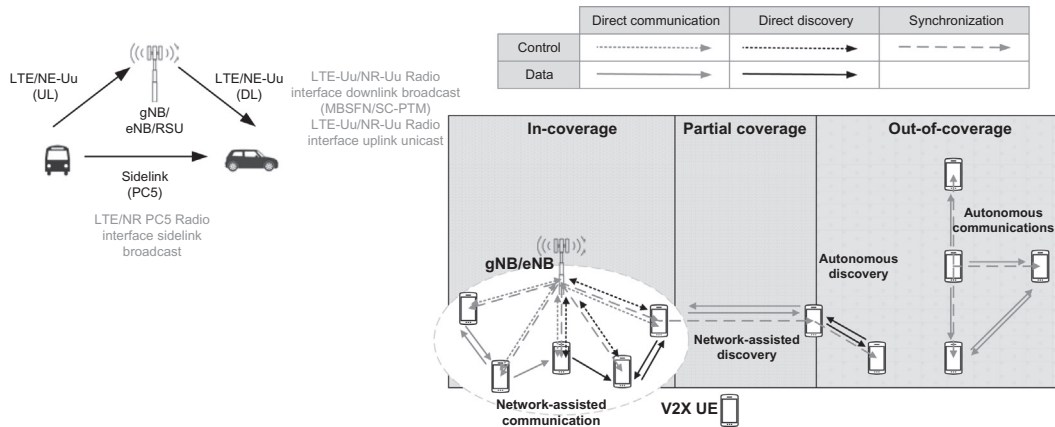 LTE/NE-Uu
(UL)
gNB/
eNB/RSU
LTE/NE-Uu
(DL)
Sidelink
(PC5)
LTE/NR PC5 Radio
interface sidelink
broadcast
LTE-Uu/NR-Uu Radio
interface downlink broadcast
(MBSFN/SC-PTM)
LTE-Uu/NR-Uu Radio
interface uplink unicast
Direct communication Direct discovery Synchronization
Control
Data
In-coverage Partial coverage Out-of-coverage
gNB/eNB
Network-assisted
communication
Network-assisted
discovery
Autonomous
discovery
Autonomous
communications
V2X UE